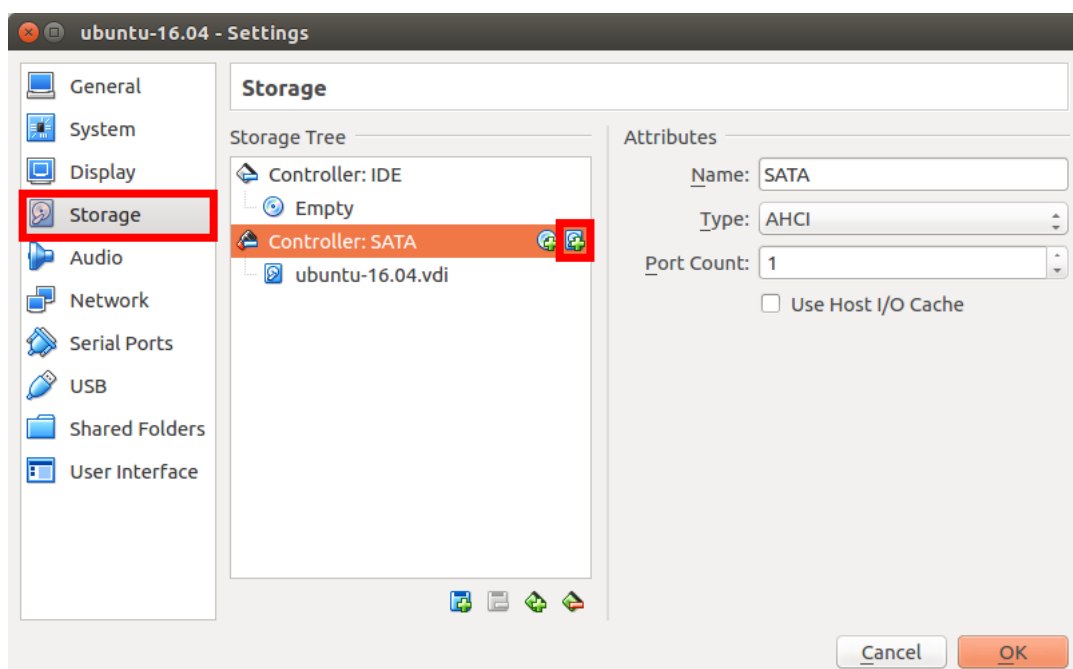 ubuntu-16.04 - Settings
General
System
Display
Storage
Audio
Network
Serial Ports
USB
Shared Folders
User Interface
Storage
Storage Tree
Controller: IDE
Empty
Controller: SATA
ubuntu-16.04.vdi
Attributes
Name: SATA
Type: AHCI
Port Count: 1
Use Host I/O Cache
Cancel OK